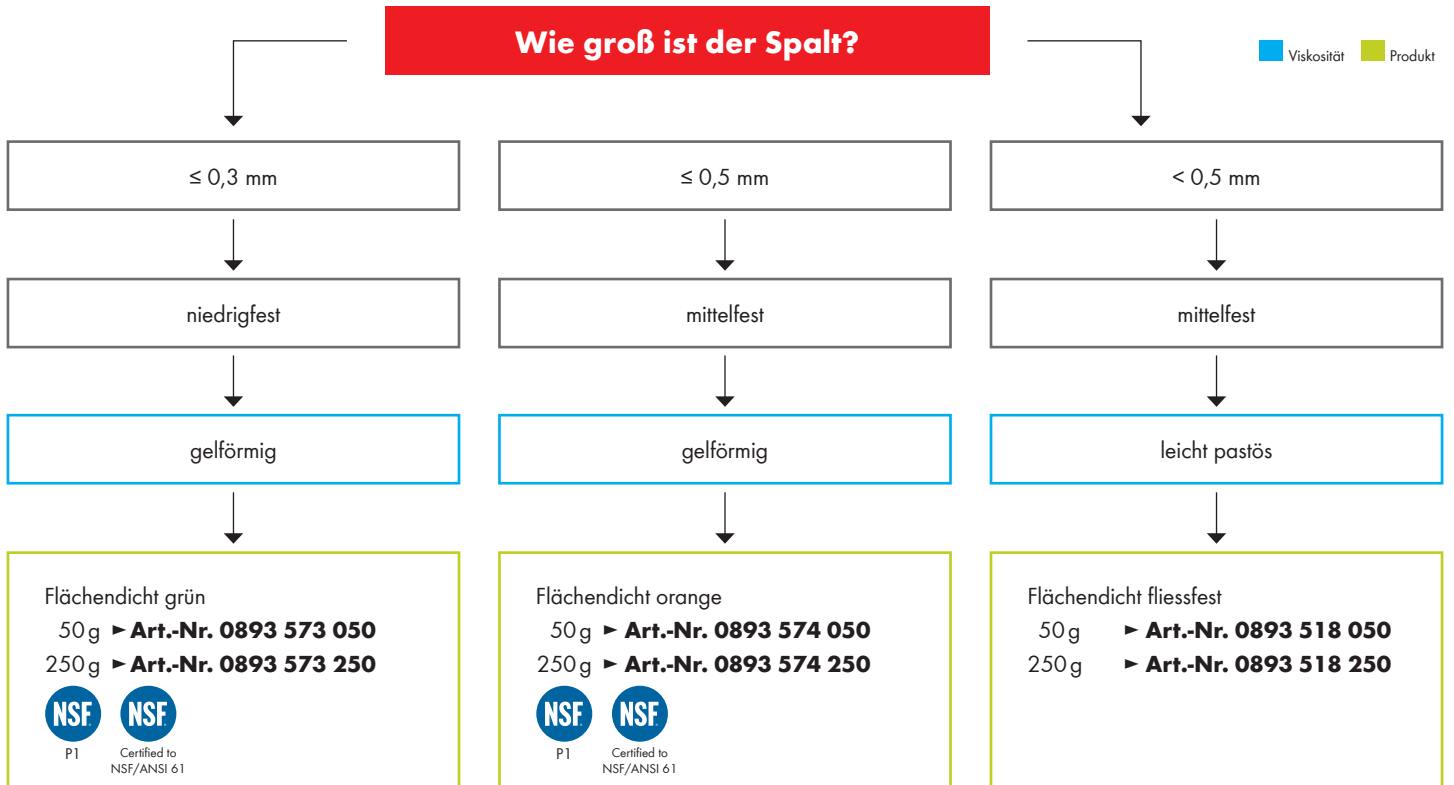 Wie groß ist der Spalt?
Viskosität
Produkt
≤ 0,3 mm
≤ 0,5 mm
< 0,5 mm
niedrigfest
mittelfest
mittelfest
gelförmig
gelförmig
leicht pastös
Flächendicht grün
50 g ► Art.-Nr. 0893 573 050
250 g ► Art.-Nr. 0893 573 250
NSF
P1
NSF
Certified to
NSF/ANSI 61
Flächendicht orange
50 g ► Art.-Nr. 0893 574 050
250 g ► Art.-Nr. 0893 574 250
NSF
P1
NSF
Certified to
NSF/ANSI 61
Flächendicht fliessfest
50 g ► Art.-Nr. 0893 518 050
250 g ► Art.-Nr. 0893 518 250